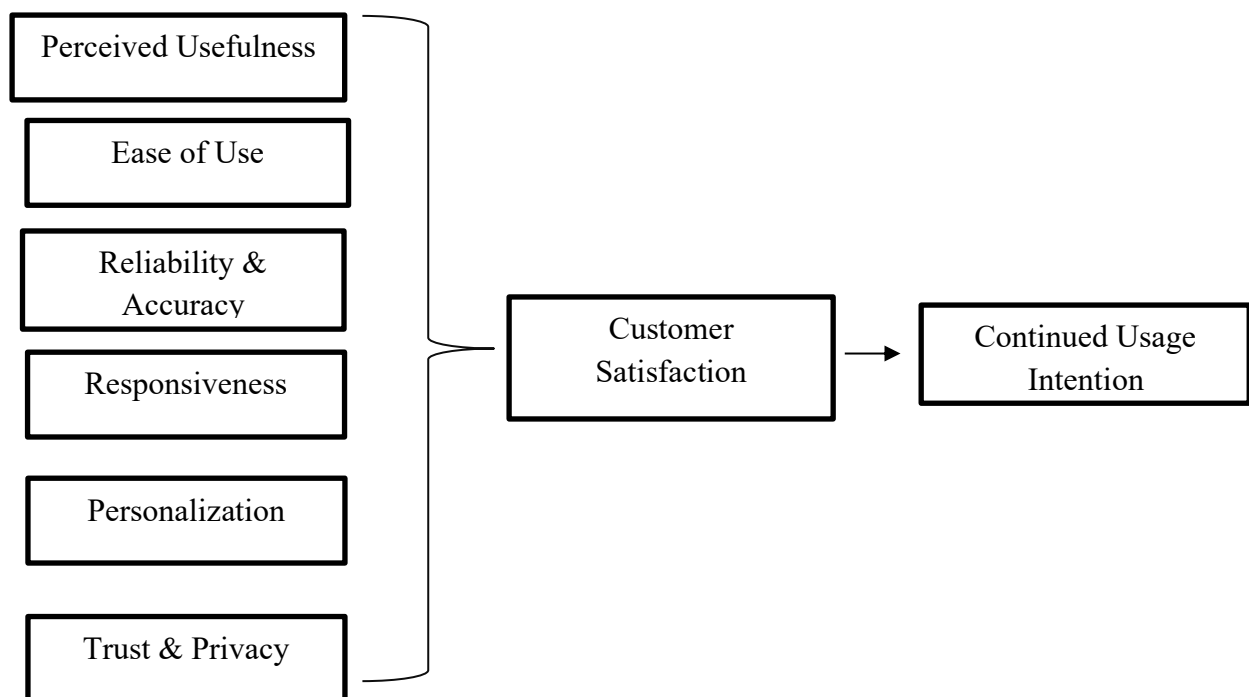 Perceived Usefulness
Ease of Use
Reliability &
Accuracy
Responsiveness
Personalization
Trust & Privacy
Customer
Satisfaction
Continued Usage
Intention